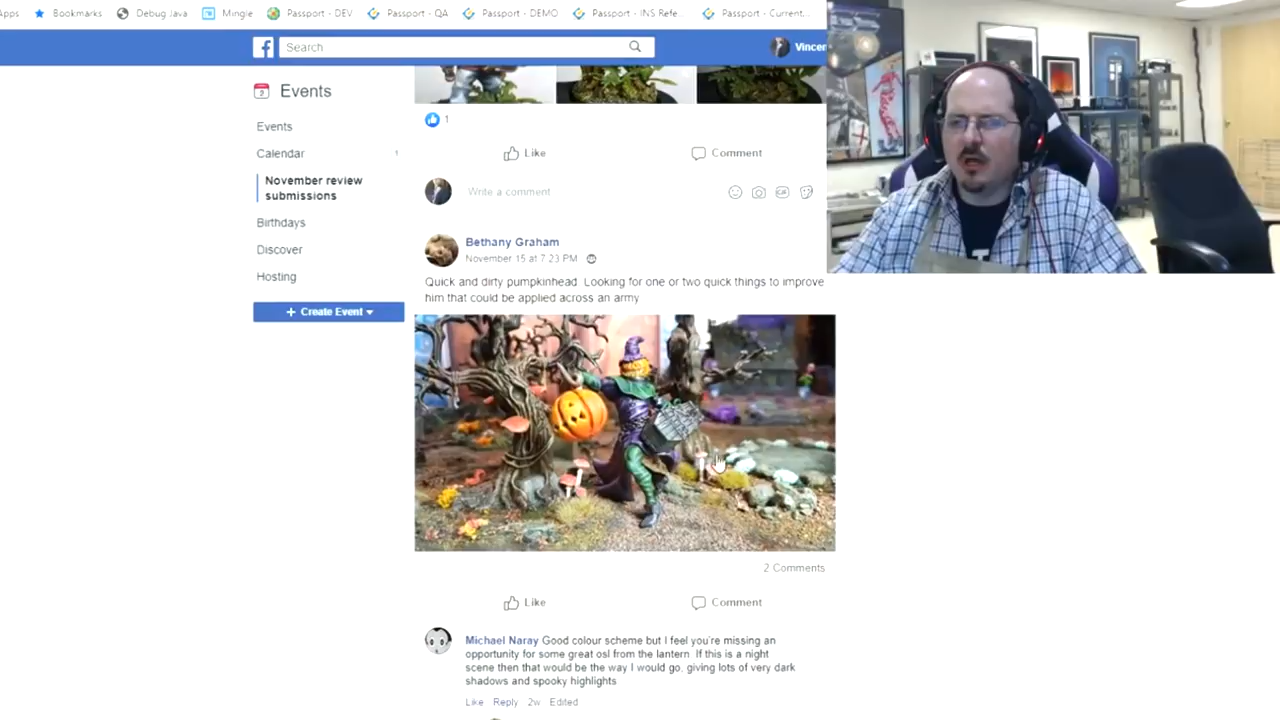 Apps Bookmarks Debug Java Mingle Passport - DEV Passport - QA Passport - DEMO Passport - INS Refe... Passport - Current,...
Search
Vincen
Events
Events
Calendar 1
November review
submissions
Birthdays
Discover
Hosting
+ Create Event
1
Like Comment
Write a comment
GIF
Bethany Graham
November 15 at 7:23 PM
Quick and dirty pumpkinhead. Looking for one or two quick things to improve
him that could be applied across an army
2 Comments
Like Comment
Michael Naray Good colour scheme but I feel you're missing an
opportunity for some great osl from the lantern. If this is a night
scene then that would be the way I would go, giving lots of very dark
shadows and spooky highlights
Like Reply 2w Edited